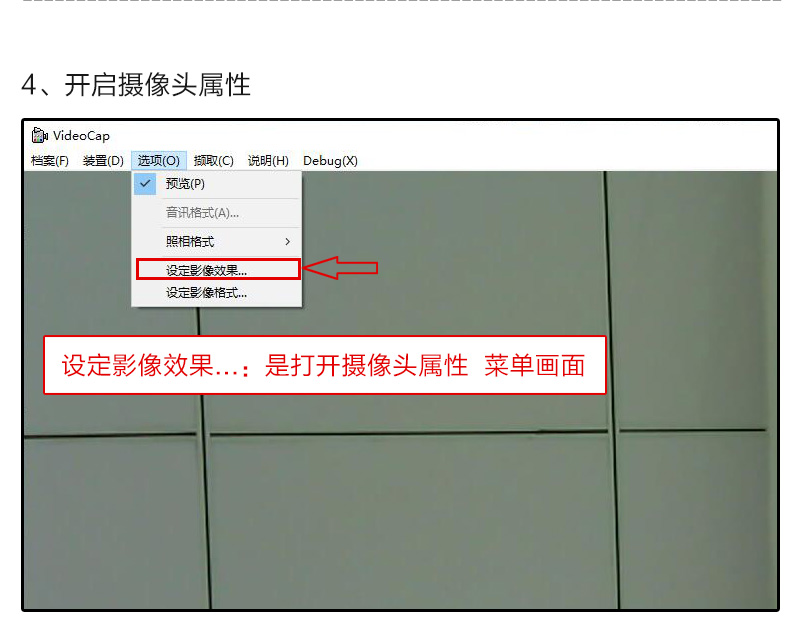 4、开启摄像头属性
VideoCap
档案(F) 装置(D) 选项(O) 撷取(C) 说明(H) Debug(X)
预览(P)
音讯格式(A)...
照相格式
设定影像效果...
设定影像格式...
设定影像效果...：是打开摄像头属性 菜单画面